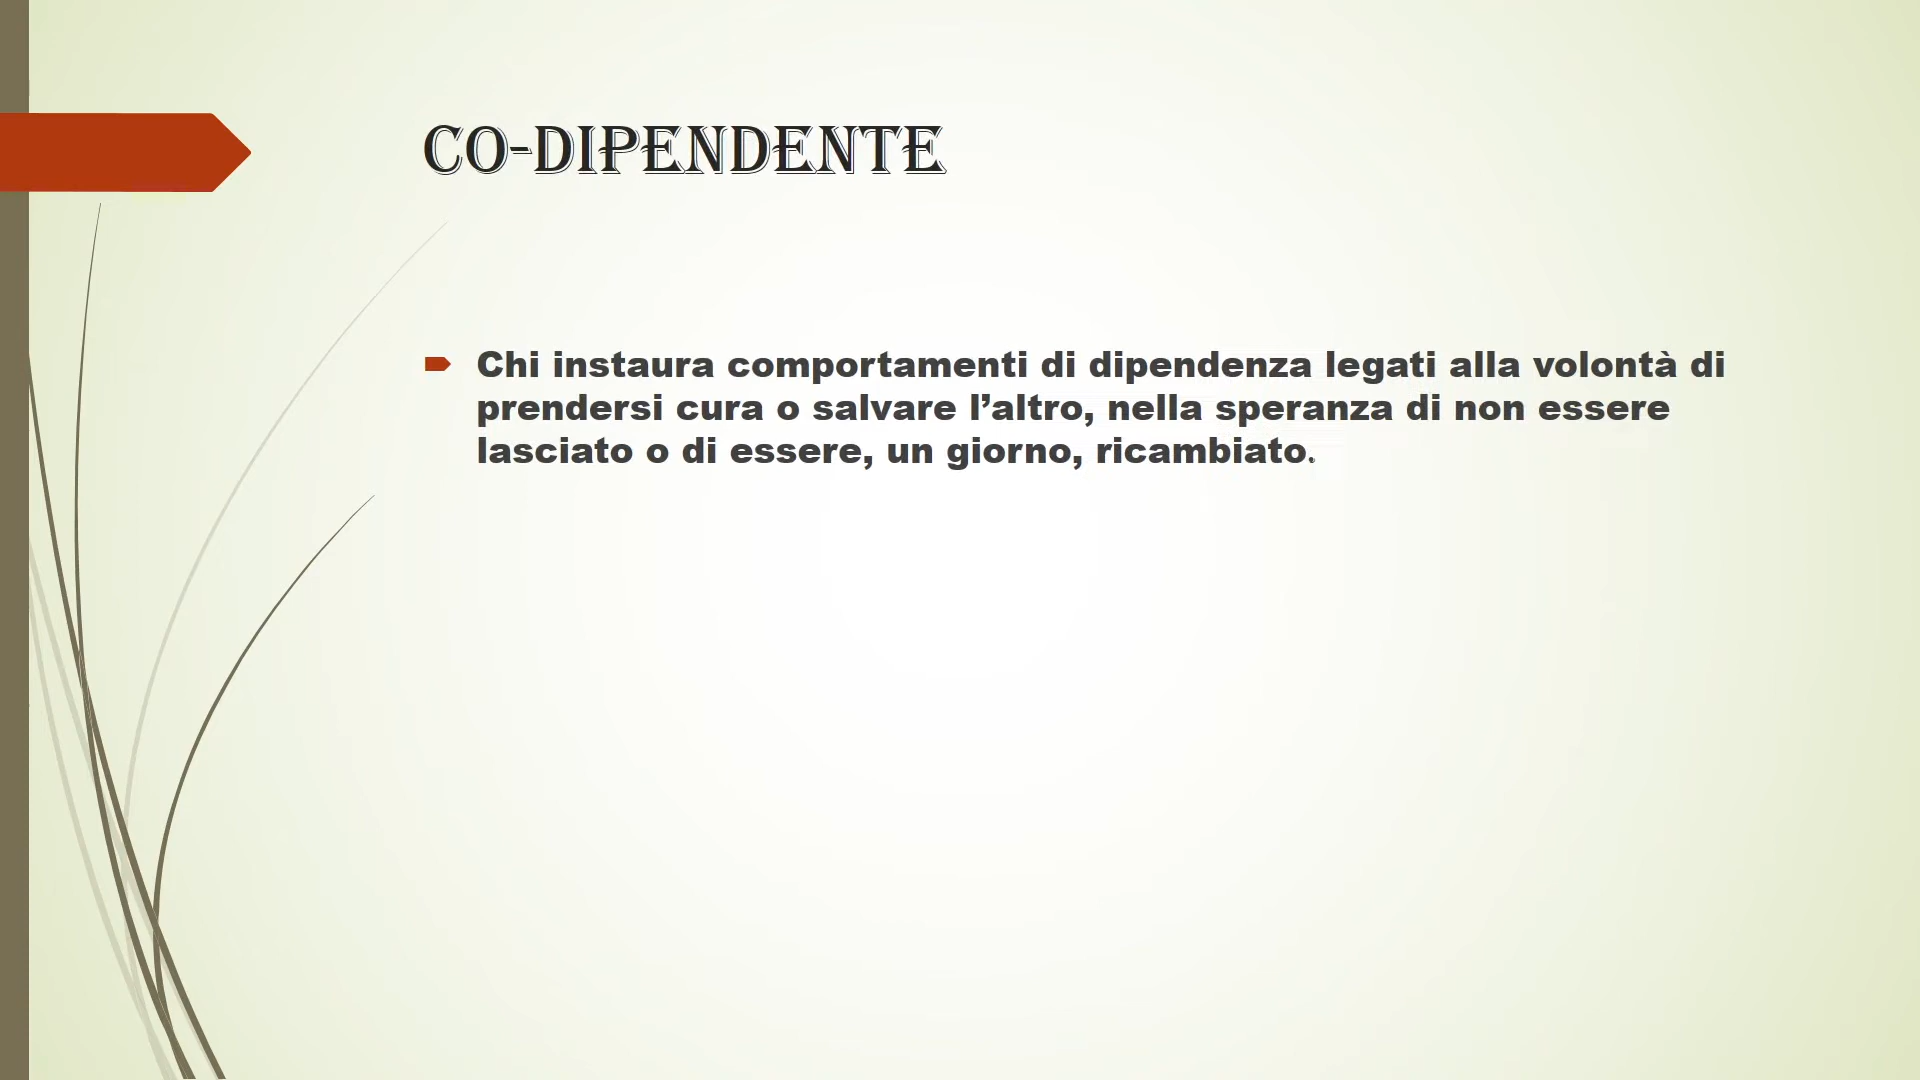 CO-DIPENDENTE
Chi instaura comportamenti di dipendenza legati alla volontà di
prendersi cura o salvare l’altro, nella speranza di non essere
lasciato o di essere, un giorno, ricambiato.